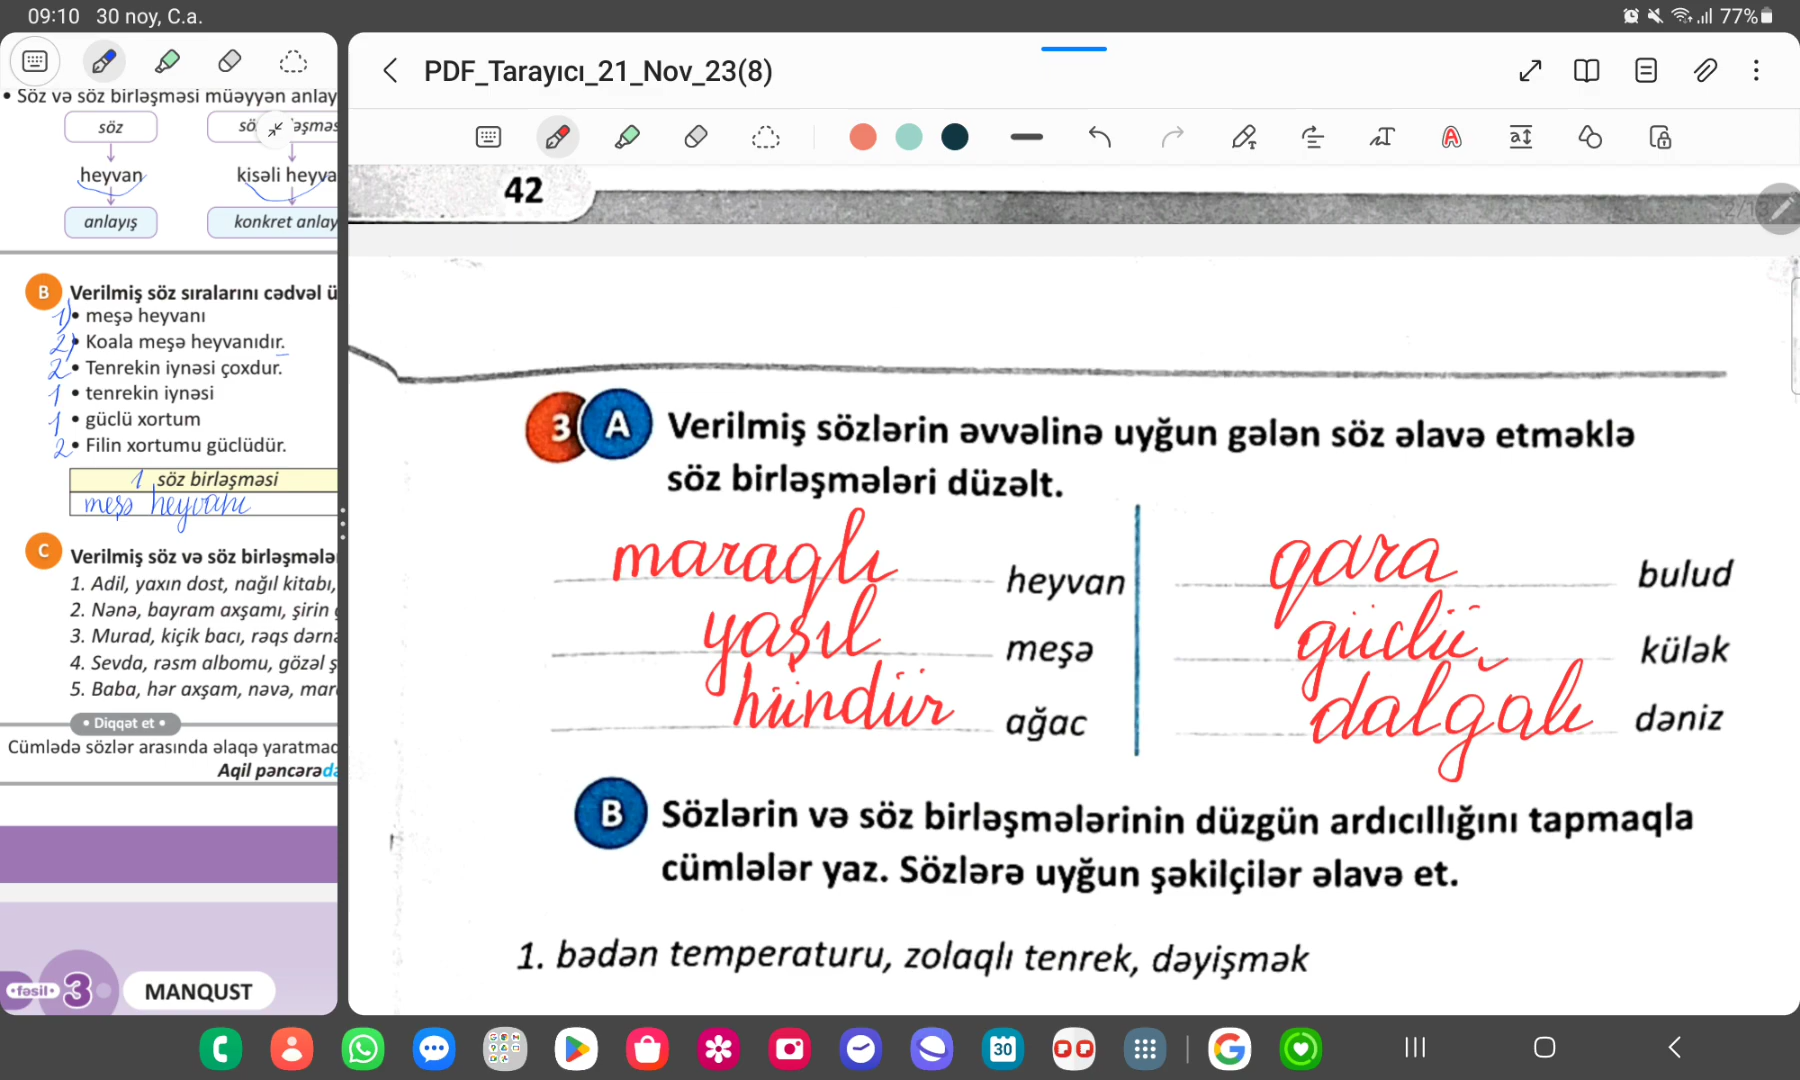 09:10 30 noy, C.a.
77%
• Söz və söz birləşməsi müəyyən anlay
söz
heyvan
kisəli heyva
anlayış
konkret anlay
B Verilmiş söz sıralarını cədvəl ü
1) • meşə heyvanı
2) • Koala meşə heyvanıdır.
2 • Tenrekin iynəsi çoxdur.
1 • tenrekin iynəsi
1 • güclü xortum
2 • Filin xortumu güclüdür.
1 söz birləşməsi
meşə heyvanı
C Verilmiş söz və söz birləşmələ
1. Adil, yaxın dost, nağıl kitabı,
2. Nənə, bayram axşamı, şirin
3. Murad, kiçik bacı, rəqs dərnə
4. Sevda, rəsm albomu, gözəl ş
5. Baba, hər axşam, nəvə, mar
• Diqqət et •
Cümlədə sözlər arasında əlaqə yaratmaq
Aqil pəncərədə
•fəsil• 3 MANQUST
PDF_Tarayıcı_21_Nov_23(8)
42
3 A Verilmiş sözlərin əvvəlinə uyğun gələn söz əlavə etməklə
söz birləşmələri düzəlt.
maraqlı heyvan
yaşıl meşə
hündür ağac
qara bulud
güclü külək
dalğalı dəniz
B Sözlərin və söz birləşmələrinin düzgün ardıcıllığını tapmaqla
cümlələr yaz. Sözlərə uyğun şəkilçilər əlavə et.
1. bədən temperaturu, zolaqlı tenrek, dəyişmək
30